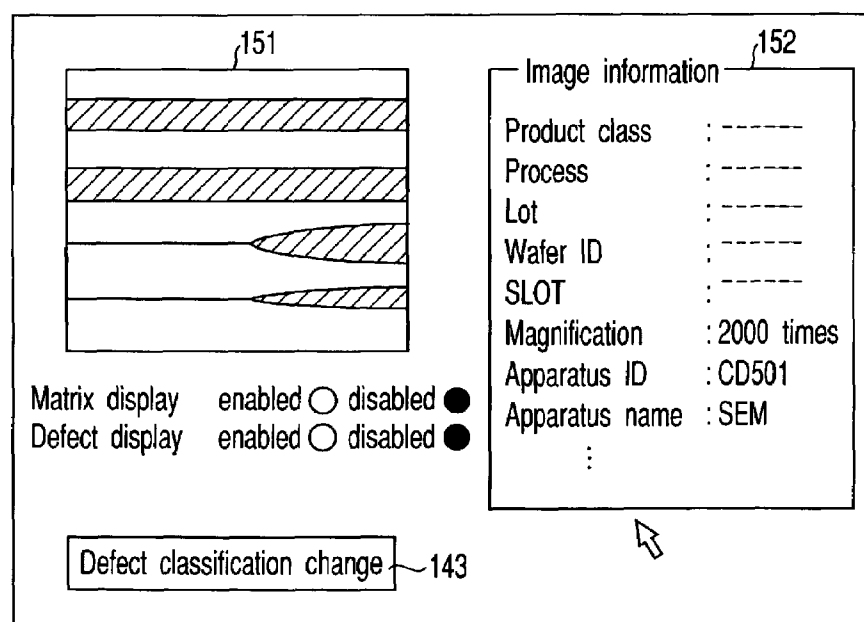 151
152
Image information
Product class : ------
Process : ------
Lot : ------
Wafer ID : ------
SLOT : ------
Magnification : 2000 times
Apparatus ID : CD501
Apparatus name : SEM
⋮
Matrix display enabled ○ disabled ●
Defect display enabled ○ disabled ●
Defect classification change
143